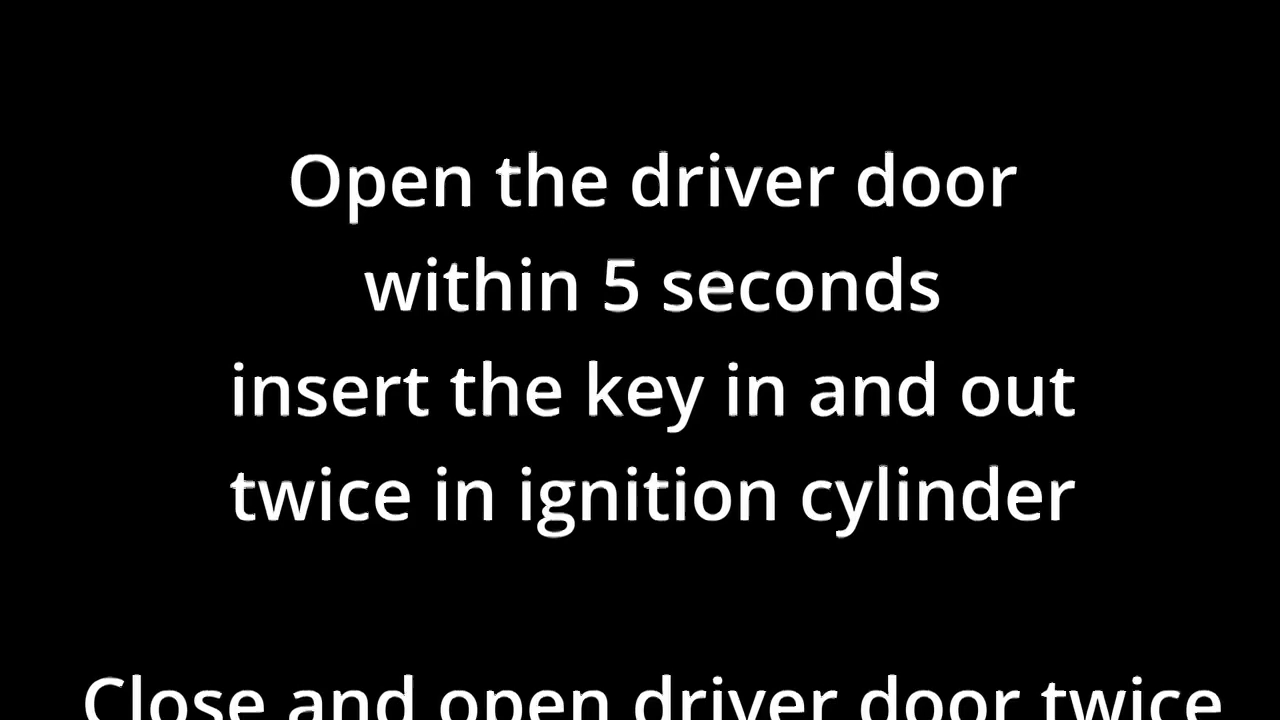 Open the driver door
within 5 seconds
insert the key in and out
twice in ignition cylinder
Close and open driver door twice